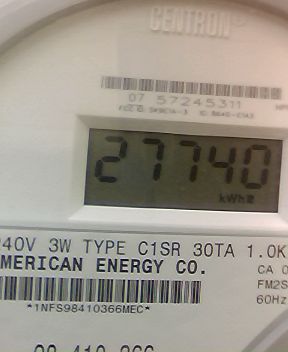 CENTRON®
07 57245311
27740
kWh
240V 3W TYPE C1SR 30TA 1.0K
AMERICAN ENERGY CO.
CA 0
FM2S
60Hz
*1NFS98410366MEC*